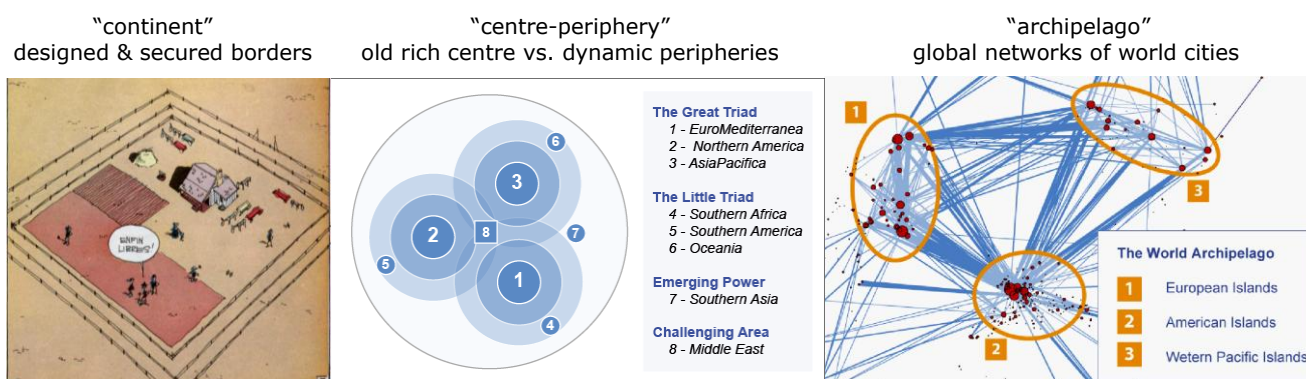 “continent”
designed & secured borders
“centre-periphery”
old rich centre vs. dynamic peripheries
“archipelago”
global networks of world cities
ENFIN
LIBRES!
6
3
2
8
7
5
1
4
The Great Triad
1 - EuroMediterranea
2 - Northern America
3 - AsiaPacifica
The Little Triad
4 - Southern Africa
5 - Southern America
6 - Oceania
Emerging Power
7 - Southern Asia
Challenging Area
8 - Middle East
1
3
2
The World Archipelago
1 European Islands
2 American Islands
3 Wetern Pacific Islands